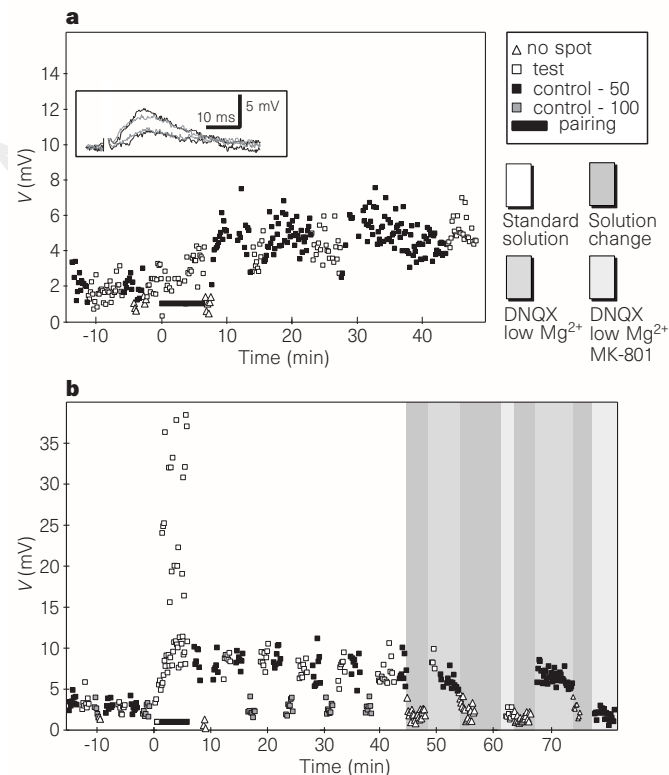 a
14
12
10
8
6
4
2
0
V (mV)
10 ms
5 mV
-10
0
10
20
30
40
Time (min)
no spot
test
control - 50
control - 100
pairing
Standard
solution
Solution
change
DNQX
low Mg2+
DNQX
low Mg2+
MK-801
b
35
30
25
20
15
10
5
0
V (mV)
-10
0
10
20
30
40
50
60
70
Time (min)